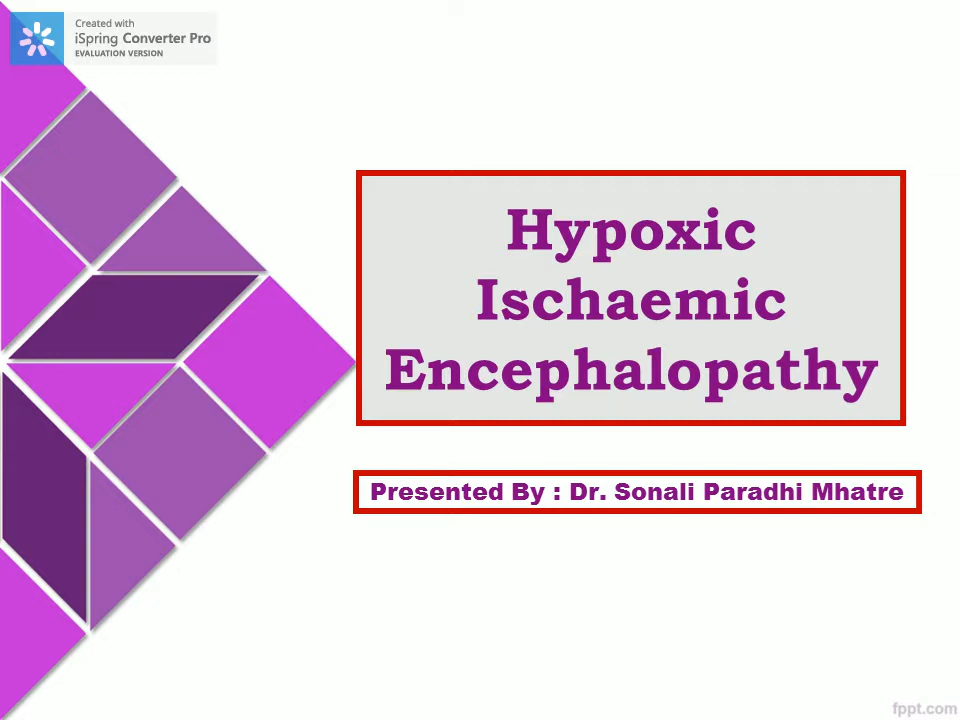 Created with
iSpring Converter Pro
EVALUATION VERSION
Hypoxic
Ischaemic
Encephalopathy
Presented By : Dr. Sonali Paradhi Mhatre
fppt.com